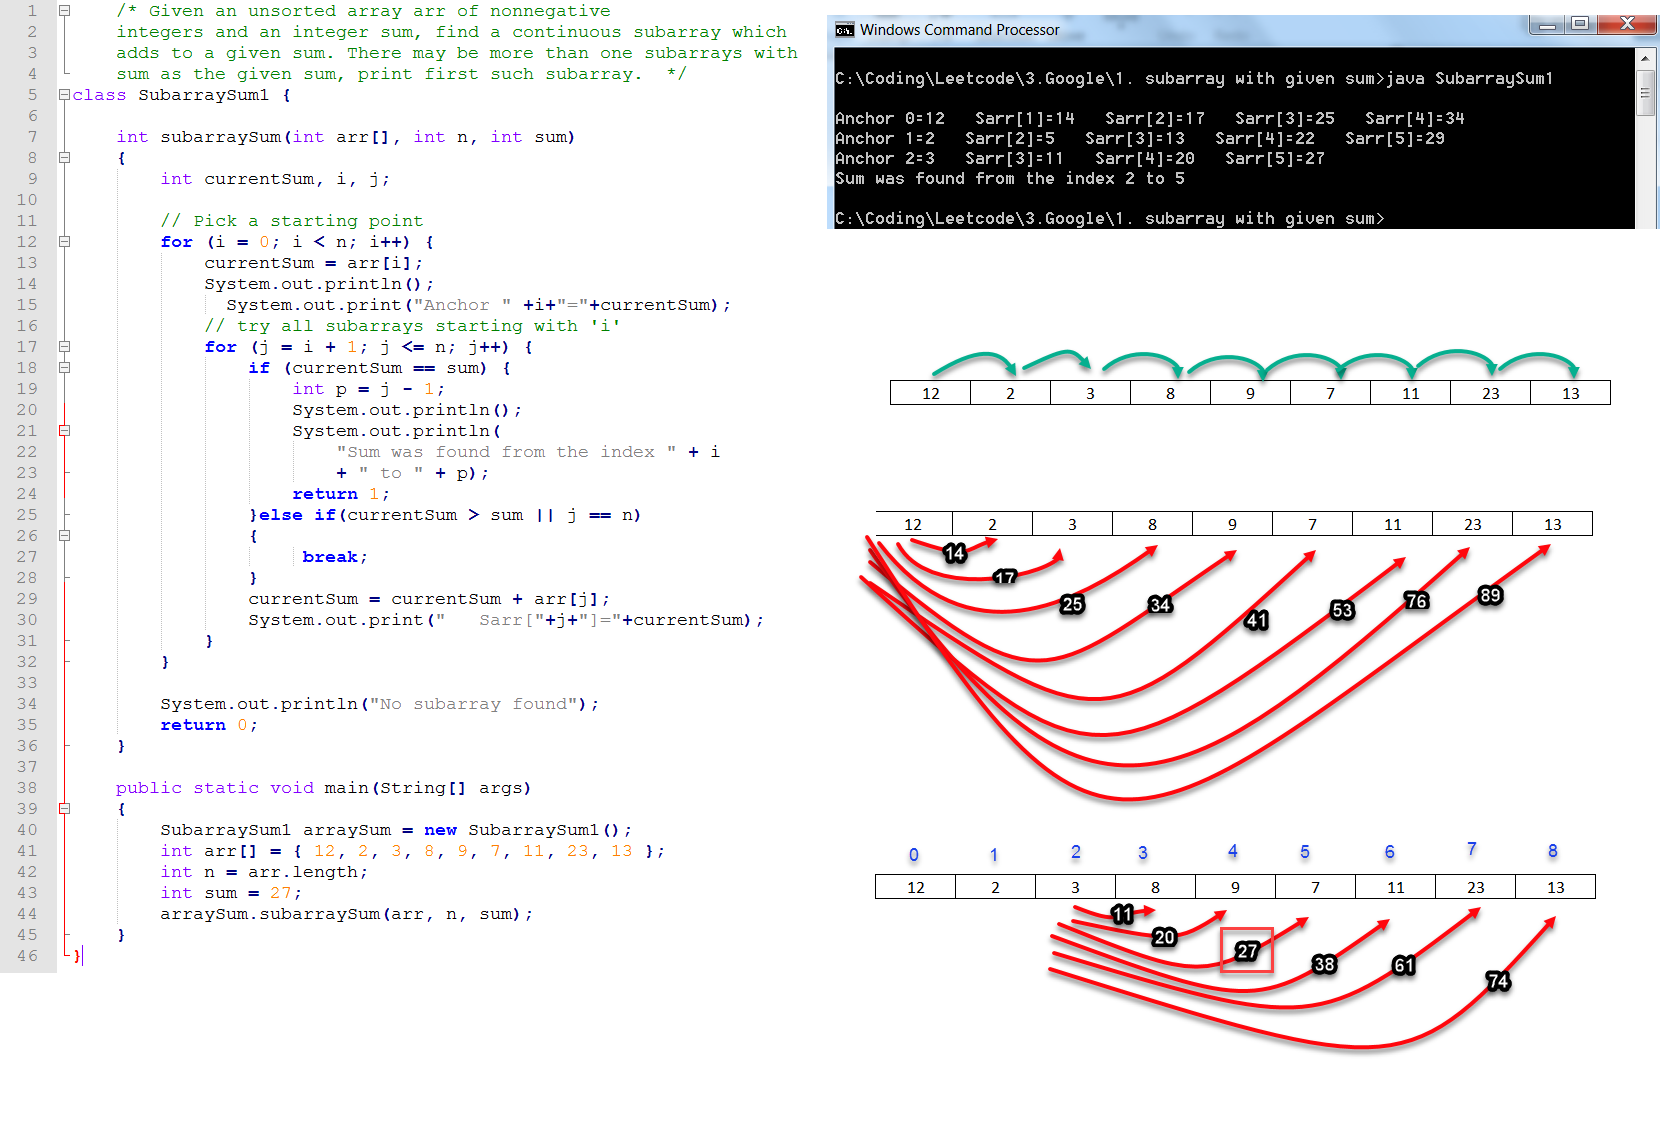 1 /* Given an unsorted array arr of nonnegative
2 integers and an integer sum, find a continuous subarray which
3 adds to a given sum. There may be more than one subarrays with
4 sum as the given sum, print first such subarray.  */
5 class SubarraySum1 {
6
7 int subarraySum(int arr[], int n, int sum)
8 {
9 int currentSum, i, j;
10
11 // Pick a starting point
12 for (i = 0; i < n; i++) {
13 currentSum = arr[i];
14 System.out.println();
15 System.out.print("Anchor " +i+"="+currentSum);
16 // try all subarrays starting with 'i'
17 for (j = i + 1; j <= n; j++) {
18 if (currentSum == sum) {
19 int p = j - 1;
20 System.out.println();
21 System.out.println(
22 "Sum was found from the index " + i
23 + " to " + p);
24 return 1;
25 }else if(currentSum > sum || j == n)
26 {
27 break;
28 }
29 currentSum = currentSum + arr[j];
30 System.out.print("   Sarr["+j+"]="+currentSum);
31 }
32 }
33
34 System.out.println("No subarray found");
35 return 0;
36 }
37
38 public static void main(String[] args)
39 {
40 SubarraySum1 arraySum = new SubarraySum1();
41 int arr[] = { 12, 2, 3, 8, 9, 7, 11, 23, 13 };
42 int n = arr.length;
43 int sum = 27;
44 arraySum.subarraySum(arr, n, sum);
45 }
46 }
C:\. Windows Command Processor
C:\Coding\Leetcode\3.Google\1. subarray with given sum>java SubarraySum1
Anchor 0=12   Sarr[1]=14   Sarr[2]=17   Sarr[3]=25   Sarr[4]=34
Anchor 1=2   Sarr[2]=5   Sarr[3]=13   Sarr[4]=22   Sarr[5]=29
Anchor 2=3   Sarr[3]=11   Sarr[4]=20   Sarr[5]=27
Sum was found from the index 2 to 5
C:\Coding\Leetcode\3.Google\1. subarray with given sum>
12 2 3 8 9 7 11 23 13
12 2 3 8 9 7 11 23 13
14
17
25 34 41 53 76 89
0 1 2 3 4 5 6 7 8
12 2 3 8 9 7 11 23 13
11
20
27 38 61 74